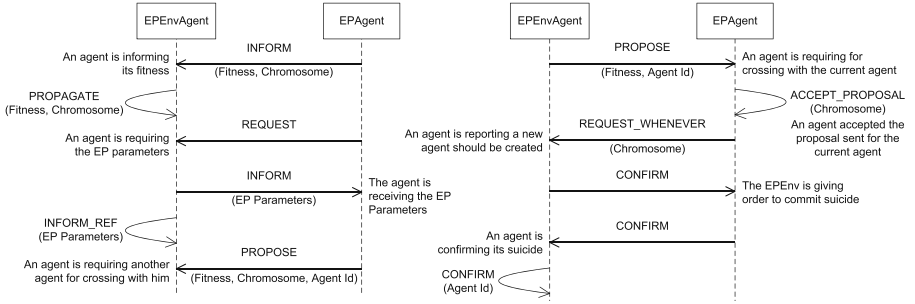 EPEnvAgent
EPAgent
An agent is informing
its fitness
INFORM
(Fitness, Chromosome)
PROPAGATE
(Fitness, Chromosome)
An agent is requiring
the EP parameters
REQUEST
INFORM
(EP Parameters)
The agent is
receiving the EP
Parameters
INFORM_REF
(EP Parameters)
An agent is requiring another
agent for crossing with him
PROPOSE
(Fitness, Chromosome, Agent Id)
EPEnvAgent
EPAgent
PROPOSE
(Fitness, Agent Id)
An agent is requiring for
crossing with the current agent
ACCEPT_PROPOSAL
(Chromosome)
An agent is reporting a new
agent should be created
REQUEST_WHENEVER
(Chromosome)
An agent accepted the
proposal sent for the
current agent
CONFIRM
The EPEnv is giving
order to commit suicide
An agent is
confirming its suicide
CONFIRM
CONFIRM
(Agent Id)